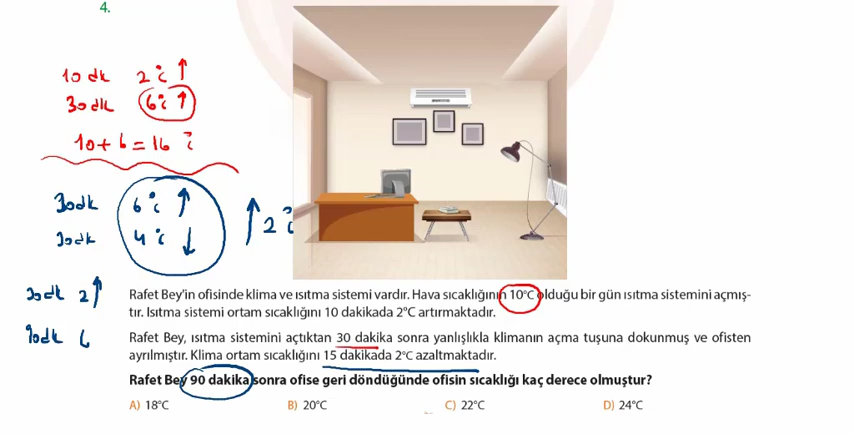 4.
10 dk 2°c ↑
30 dk 6°c ↑
10+6=16 °c
30dk 6°c ↑
30dk 4°c ↓
↑ 2°c
30dk 2↑
90dk 6
Rafet Bey'in ofisinde klima ve ısıtma sistemi vardır. Hava sıcaklığının 10°C olduğu bir gün ısıtma sistemini açmış-
tır. Isıtma sistemi ortam sıcaklığını 10 dakikada 2°C artırmaktadır.
Rafet Bey, ısıtma sistemini açtıktan 30 dakika sonra yanlışlıkla klimanın açma tuşuna dokunmuş ve ofisten
ayrılmıştır. Klima ortam sıcaklığını 15 dakikada 2°C azaltmaktadır.
Rafet Bey 90 dakika sonra ofise geri döndüğünde ofisin sıcaklığı kaç derece olmuştur?
A) 18°C B) 20°C C) 22°C D) 24°C